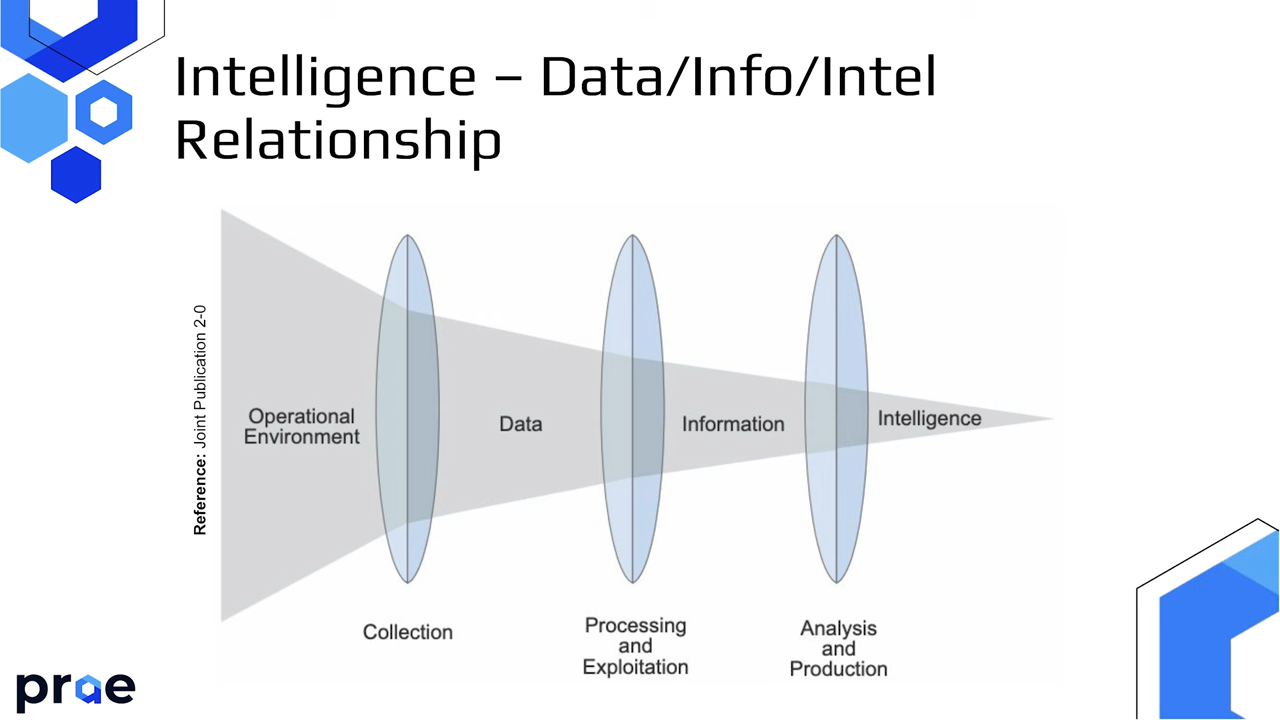 Intelligence – Data/Info/Intel
Relationship
Reference: Joint Publication 2-0
Operational
Environment
Data
Information
Intelligence
Collection
Processing
and
Exploitation
Analysis
and
Production
prae